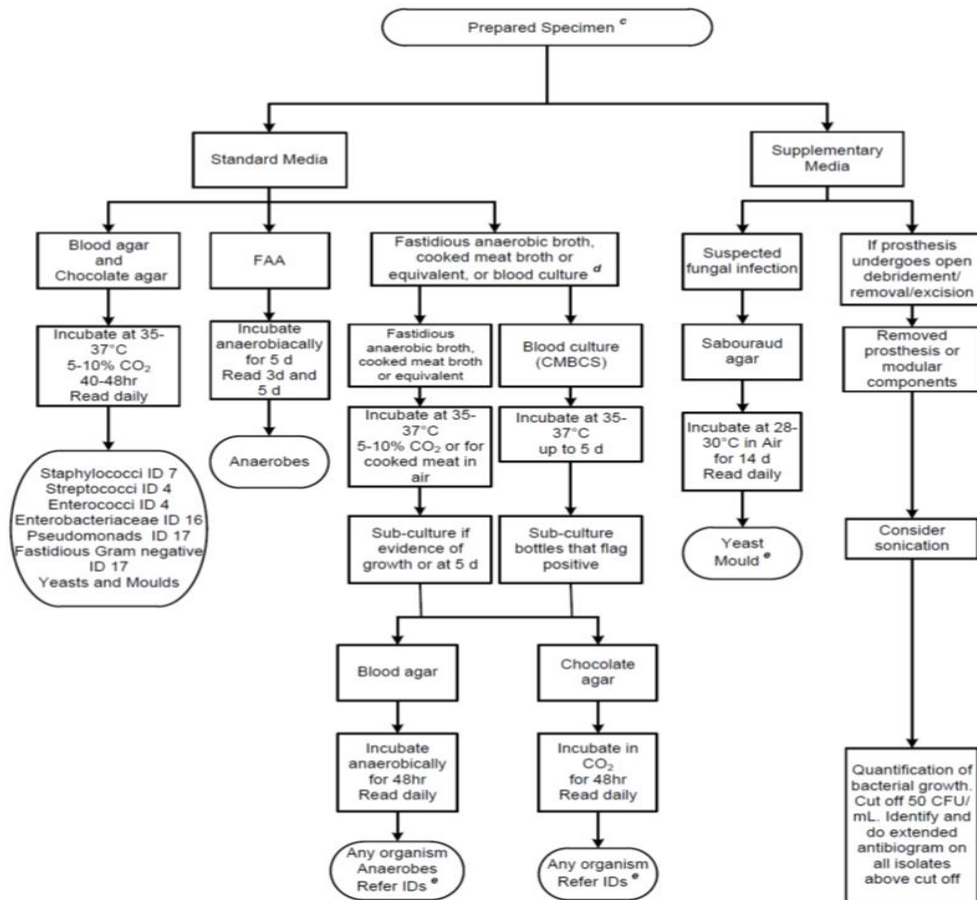 Prepared Specimen c
Standard Media
Supplementary
Media
Blood agar
and
Chocolate agar
FAA
Fastidious anaerobic broth,
cooked meat broth or
equivalent, or blood culture d
Suspected
fungal infection
If prosthesis
undergoes open
debridement/
removal/excision
Incubate at 35-
37°C
5-10% CO₂
40-48hr
Read daily
Incubate
anaerobiacally
for 5 d
Read 3d and
5 d
Fastidious
anaerobic broth,
cooked meat broth
or equivalent
Blood culture
(CMBCS)
Sabouraud
agar
Removed
prosthesis or
modular
components
Staphylococci ID 7
Streptococci ID 4
Enterococci ID 4
Enterobacteriaceae ID 16
Pseudomonads ID 17
Fastidious Gram negative
ID 17
Yeasts and Moulds
Anaerobes
Incubate at 35-
37°C
5-10% CO₂ or for
cooked meat in
air
Incubate at 35-
37°C
up to 5 d
Incubate at 28-
30°C in Air
for 14 d
Read daily
Sub-culture if
evidence of
growth or at 5 d
Sub-culture
bottles that flag
positive
Yeast
Mould e
Consider
sonication
Blood agar
Chocolate
agar
Incubate
anaerobically
for 48hr
Read daily
Incubate in
CO₂
for 48hr
Read daily
Quantification of
bacterial growth.
Cut off 50 CFU/
mL. Identify and
do extended
antibiogram on
all isolates
above cut off
Any organism
Anaerobes
Refer IDs e
Any organism
Refer IDs e